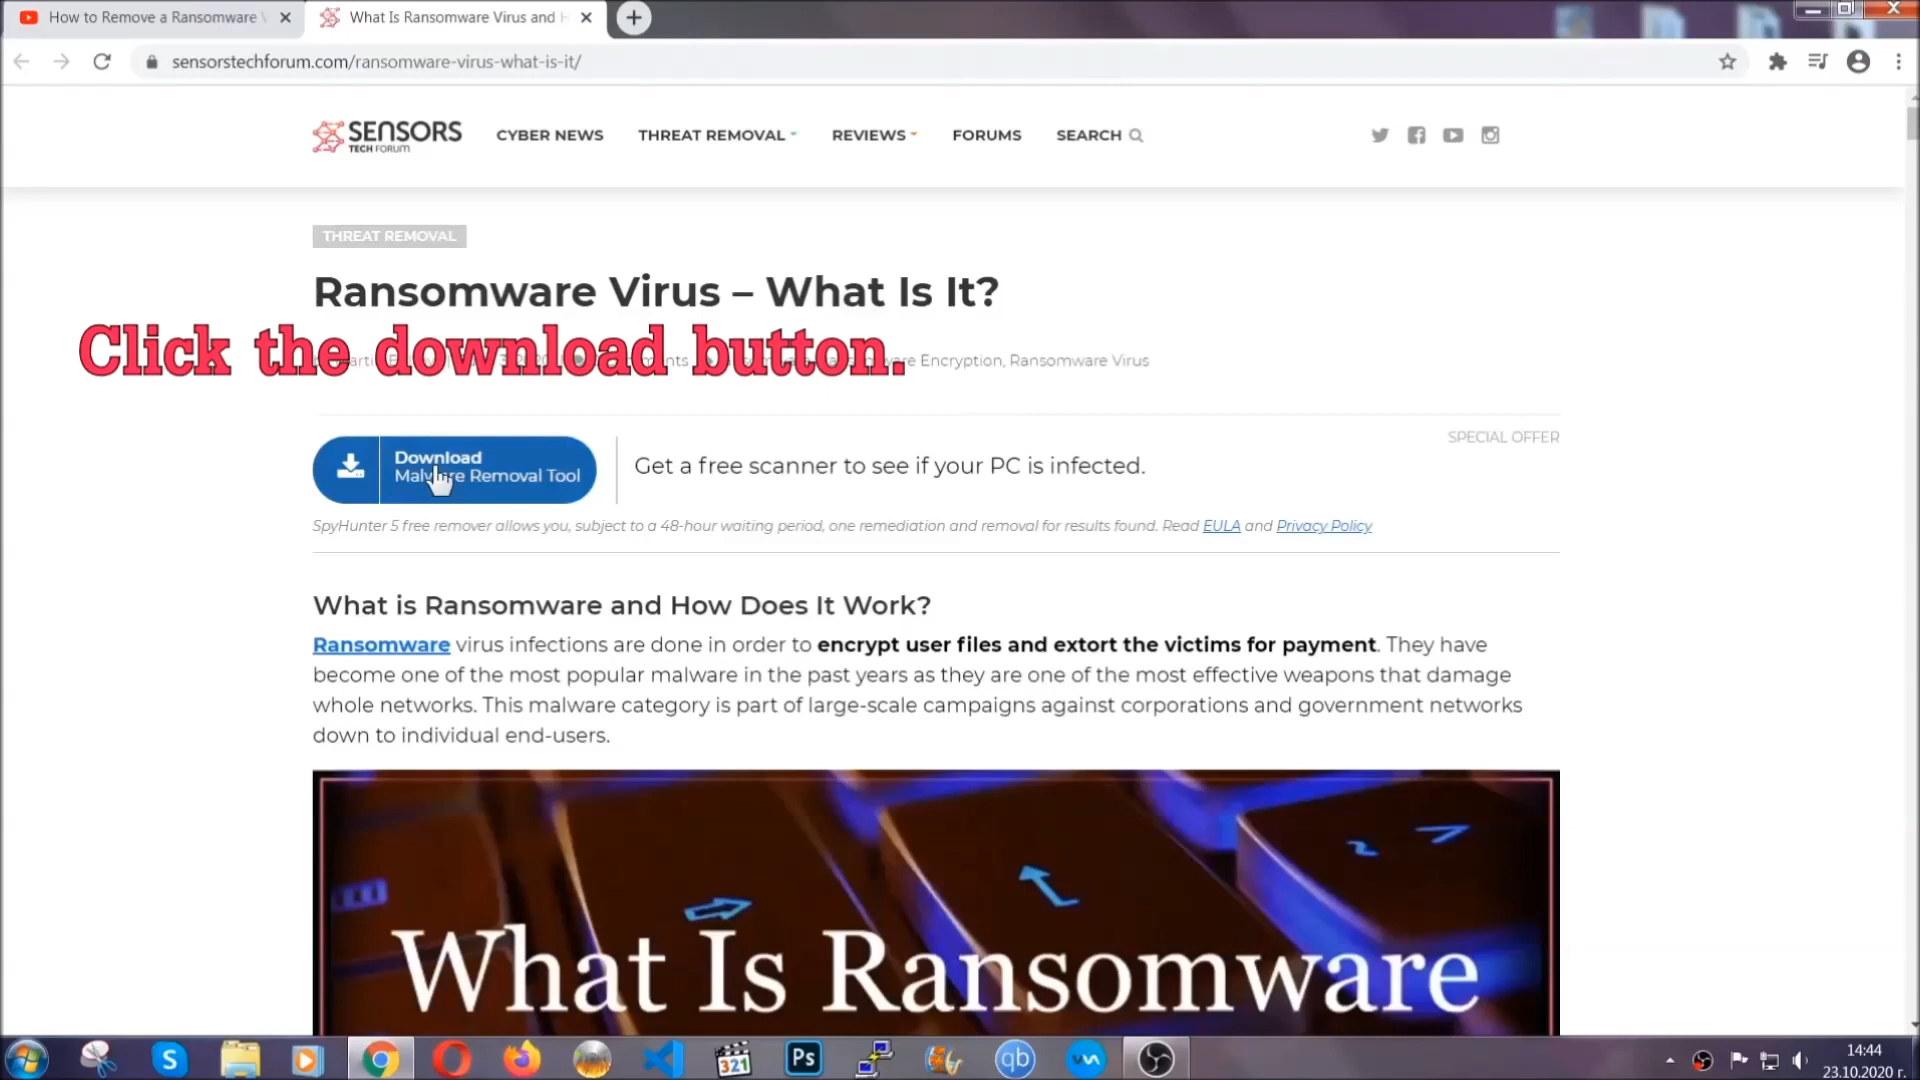 How to Remove a Ransomware V
What Is Ransomware Virus and H
sensorstechforum.com/ransomware-virus-what-is-it/
SENSORS
TECH FORUM
CYBER NEWS
THREAT REMOVAL
REVIEWS
FORUMS
SEARCH
THREAT REMOVAL
Ransomware Virus – What Is It?
Click the download button.
Encryption, Ransomware Virus
SPECIAL OFFER
Download
Malware Removal Tool
Get a free scanner to see if your PC is infected.
SpyHunter 5 free remover allows you, subject to a 48-hour waiting period, one remediation and removal for results found. Read EULA and Privacy Policy
What is Ransomware and How Does It Work?
Ransomware virus infections are done in order to encrypt user files and extort the victims for payment. They have
become one of the most popular malware in the past years as they are one of the most effective weapons that damage
whole networks. This malware category is part of large-scale campaigns against corporations and government networks
down to individual end-users.
What Is Ransomware
S
321
Ps
qb
14:44
23.10.2020 г.